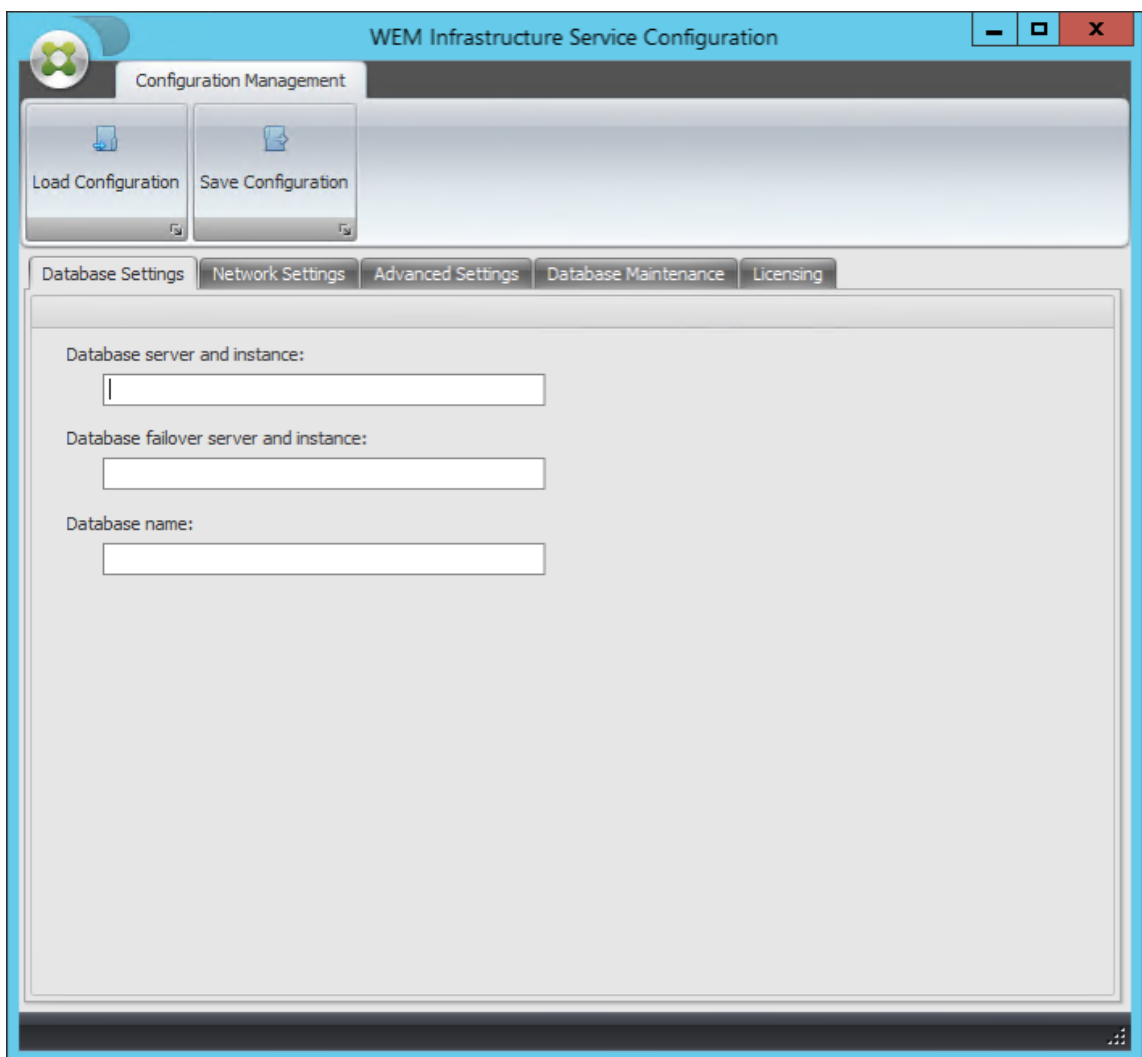 WEM Infrastructure Service Configuration
Configuration Management
Load Configuration
Save Configuration
Database Settings
Network Settings
Advanced Settings
Database Maintenance
Licensing
Database server and instance:
Database failover server and instance:
Database name: